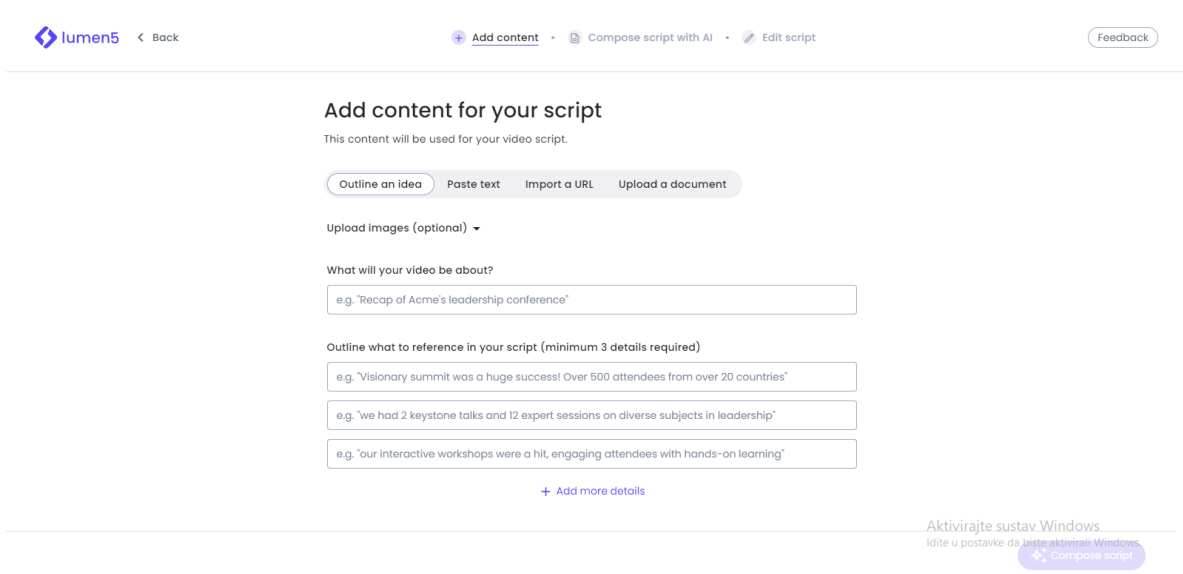 lumen5
Back
Add content • Compose script with AI • Edit script
Feedback
Add content for your script
This content will be used for your video script.
Outline an idea Paste text Import a URL Upload a document
Upload images (optional)
What will your video be about?
e.g. "Recap of Acme's leadership conference"
Outline what to reference in your script (minimum 3 details required)
e.g. "Visionary summit was a huge success! Over 500 attendees from over 20 countries"
e.g. "we had 2 keystone talks and 12 expert sessions on diverse subjects in leadership"
e.g. "our interactive workshops were a hit, engaging attendees with hands-on learning"
+ Add more details
Aktivirajte sustav Windows
Idite u postavke da biste aktivirali Windows.
Compose script